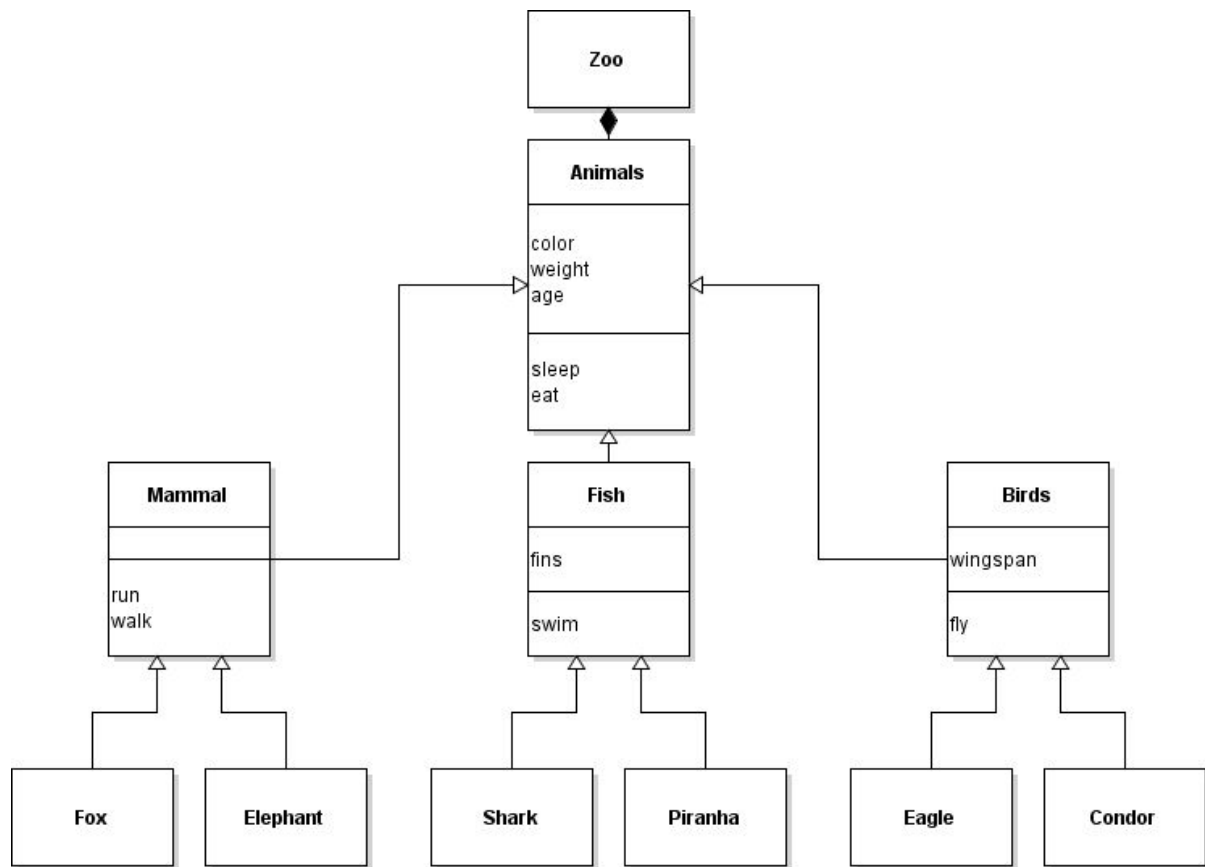 Zoo
Animals
color
weight
age
sleep
eat
Mammal
run
walk
Fish
fins
swim
Birds
wingspan
fly
Fox
Elephant
Shark
Piranha
Eagle
Condor